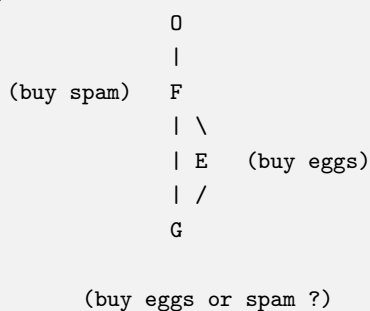 O
|
(buy spam) F
| \
| E (buy eggs)
| /
G
(buy eggs or spam ?)